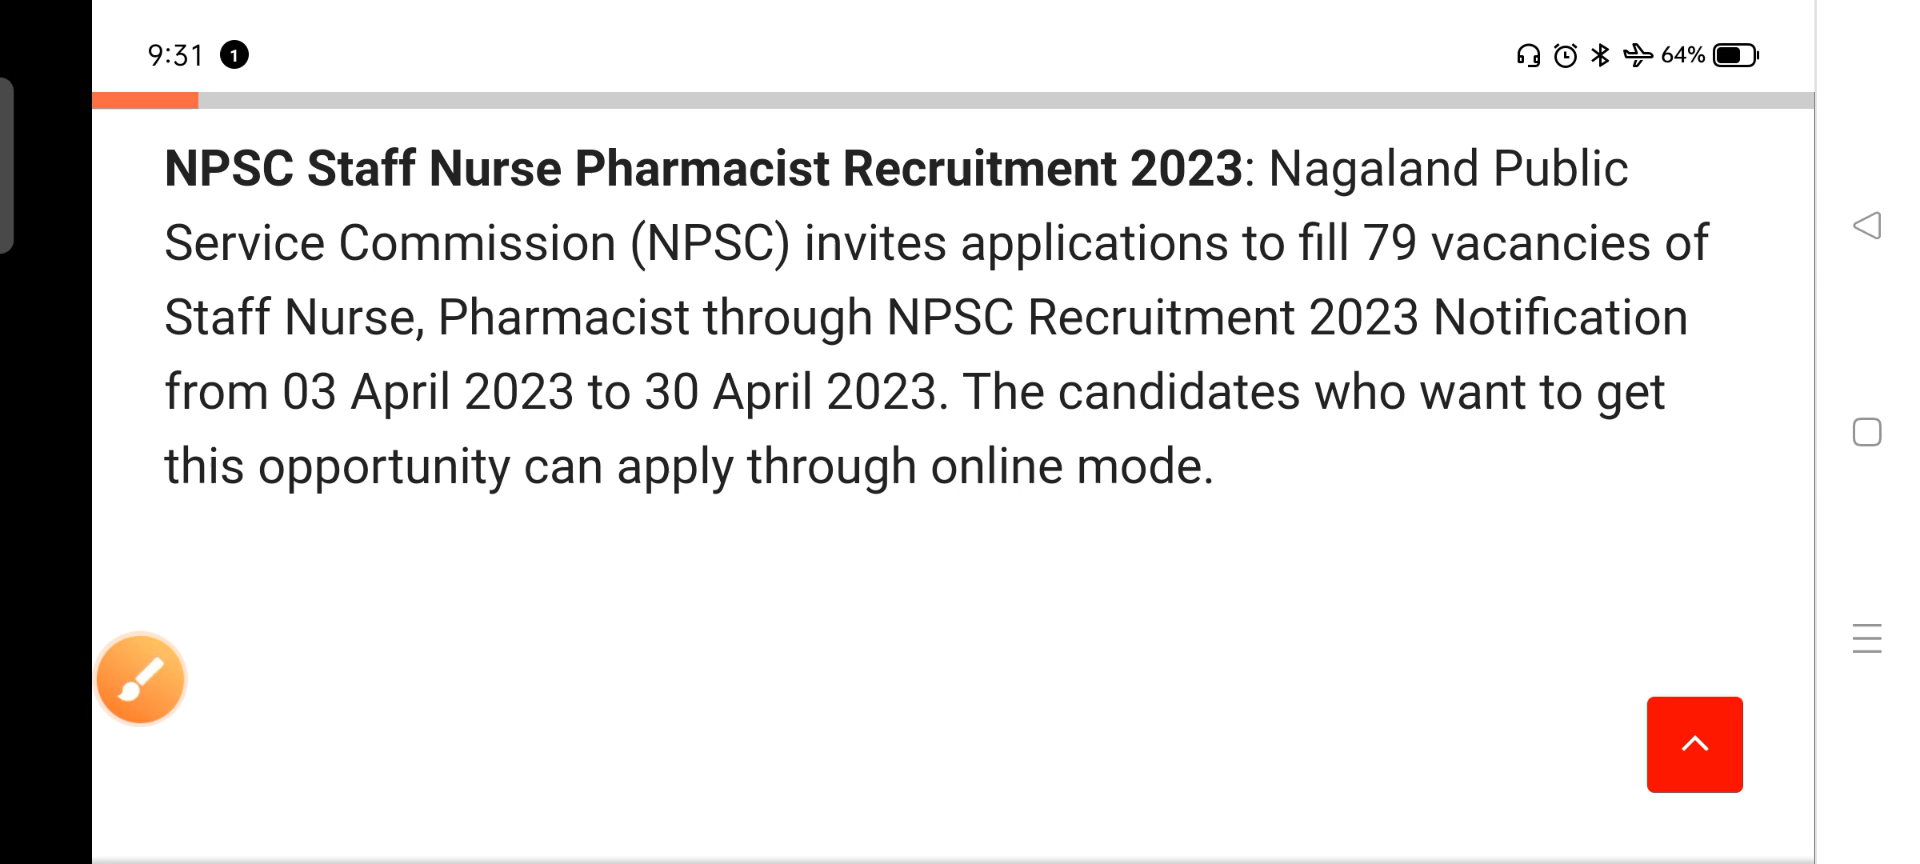 9:31 1 64%
NPSC Staff Nurse Pharmacist Recruitment 2023: Nagaland Public
Service Commission (NPSC) invites applications to fill 79 vacancies of
Staff Nurse, Pharmacist through NPSC Recruitment 2023 Notification
from 03 April 2023 to 30 April 2023. The candidates who want to get
this opportunity can apply through online mode.